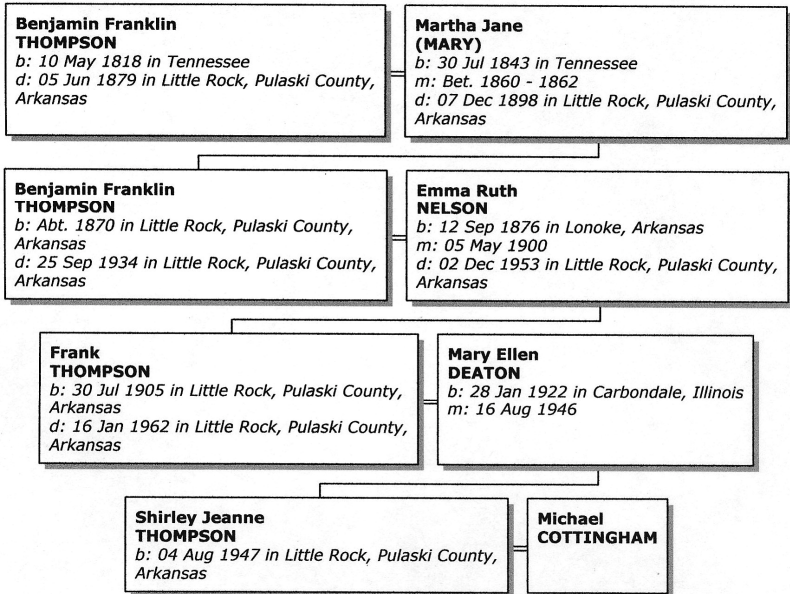 Benjamin Franklin
THOMPSON
b: 10 May 1818 in Tennessee
d: 05 Jun 1879 in Little Rock, Pulaski County,
Arkansas
Martha Jane
(MARY)
b: 30 Jul 1843 in Tennessee
m: Bet. 1860 - 1862
d: 07 Dec 1898 in Little Rock, Pulaski County,
Arkansas
Benjamin Franklin
THOMPSON
b: Abt. 1870 in Little Rock, Pulaski County,
Arkansas
d: 25 Sep 1934 in Little Rock, Pulaski County,
Arkansas
Emma Ruth
NELSON
b: 12 Sep 1876 in Lonoke, Arkansas
m: 05 May 1900
d: 02 Dec 1953 in Little Rock, Pulaski County,
Arkansas
Frank
THOMPSON
b: 30 Jul 1905 in Little Rock, Pulaski County,
Arkansas
d: 16 Jan 1962 in Little Rock, Pulaski County,
Arkansas
Mary Ellen
DEATON
b: 28 Jan 1922 in Carbondale, Illinois
m: 16 Aug 1946
Shirley Jeanne
THOMPSON
b: 04 Aug 1947 in Little Rock, Pulaski County,
Arkansas
Michael
COTTINGHAM